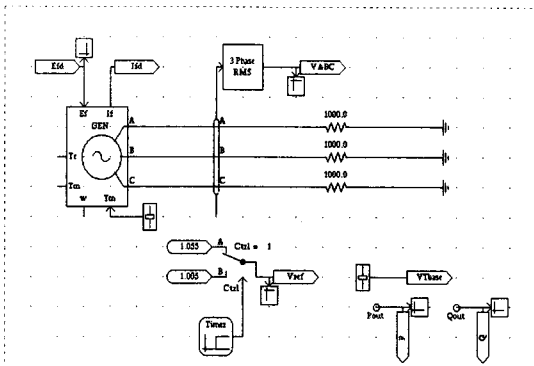 Efd
Ifd
3 Phase
RMS
VABC
Ef If
GEN
A
B
C
A
B
C
1000.0
1000.0
1000.0
Tm
w
Tm
1.055
A
Ctrl = 1
1.005
B
Ctrl
Vref
VTbase
Timer
Pout
P
Qout
Q